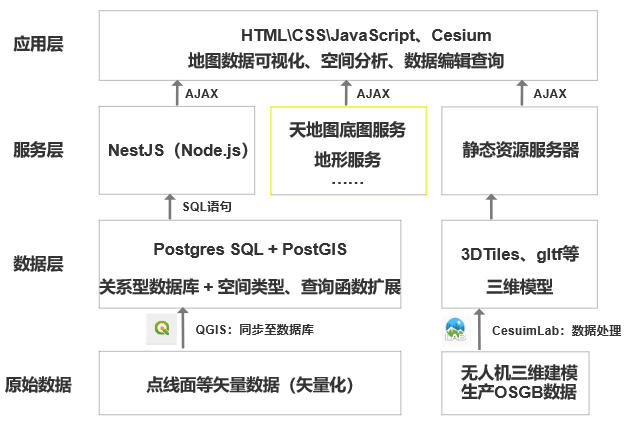 应用层
HTML\CSS\JavaScript、Cesium
地图数据可视化、空间分析、数据编辑查询
AJAX
AJAX
AJAX
服务层
NestJS（Node.js）
天地图底图服务
地形服务
······
静态资源服务器
SQL语句
数据层
Postgres SQL + PostGIS
关系型数据库 + 空间类型、查询函数扩展
3DTiles、gltf等
三维模型
QGIS：同步至数据库
LAB
CesuimLab：数据处理
原始数据
点线面等矢量数据（矢量化）
无人机三维建模
生产OSGB数据